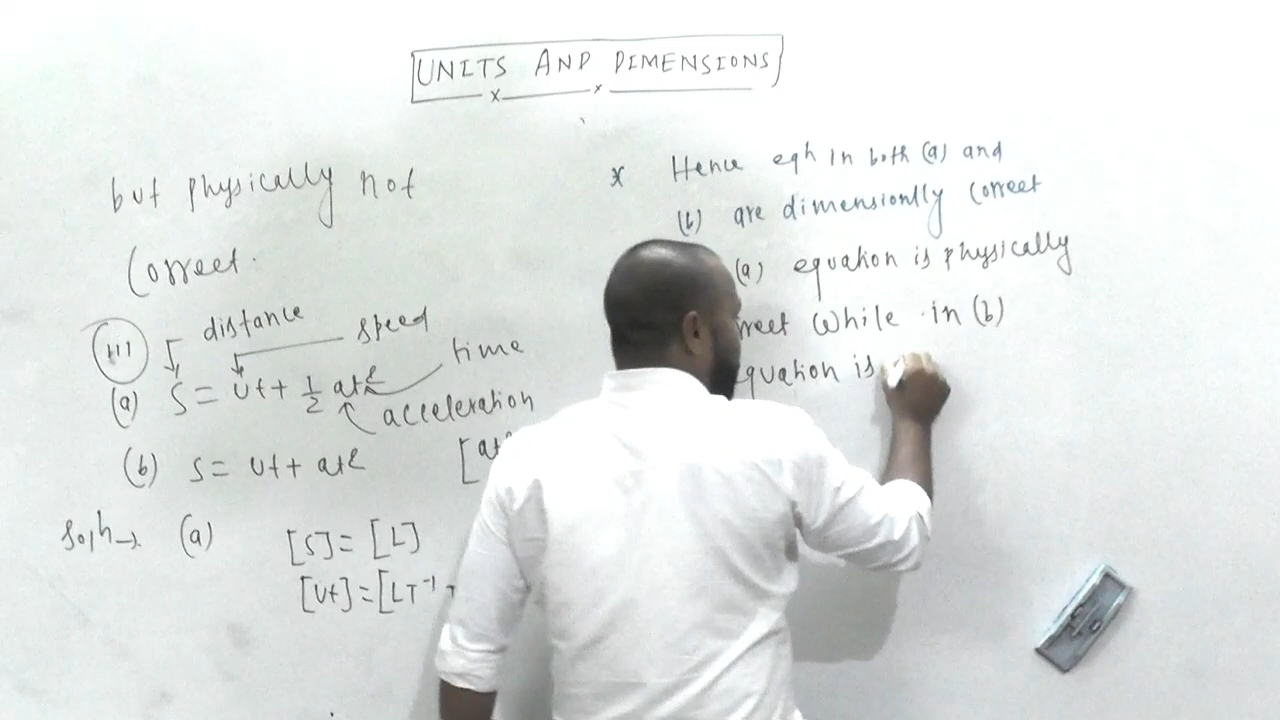 UNITS AND DIMENSIONS
but physically not
Correct.
(iii)
distance
speed
time
(a) S = ut + 1/2 at²
acceleration
(b) S = ut + at²
[at²
Soln → (a) [S] = [L]
[ut] = [LT⁻¹
* Hence eqn in both (a) and
(b) are dimensionlly correct
(a) equation is physically
rrect while in (b)
quation is